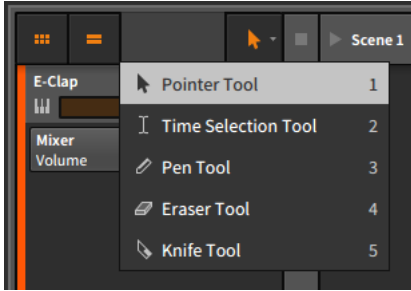 Scene 1
E-Clap
Mixer
Volume
Pointer Tool 1
Time Selection Tool 2
Pen Tool 3
Eraser Tool 4
Knife Tool 5